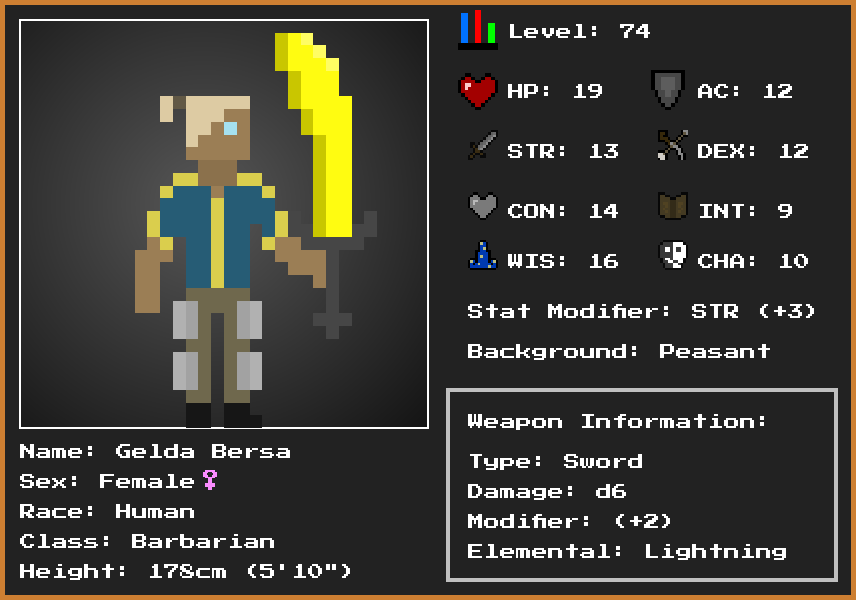 Level: 74
HP: 19
AC: 12
STR: 13
DEX: 12
CON: 14
INT: 9
WIS: 16
CHA: 10
Stat Modifier: STR (+3)
Background: Peasant
Weapon Information:
Type: Sword
Damage: d6
Modifier: (+2)
Elemental: Lightning
Name: Gelda Bersa
Sex: Female♀
Race: Human
Class: Barbarian
Height: 178cm (5'10")